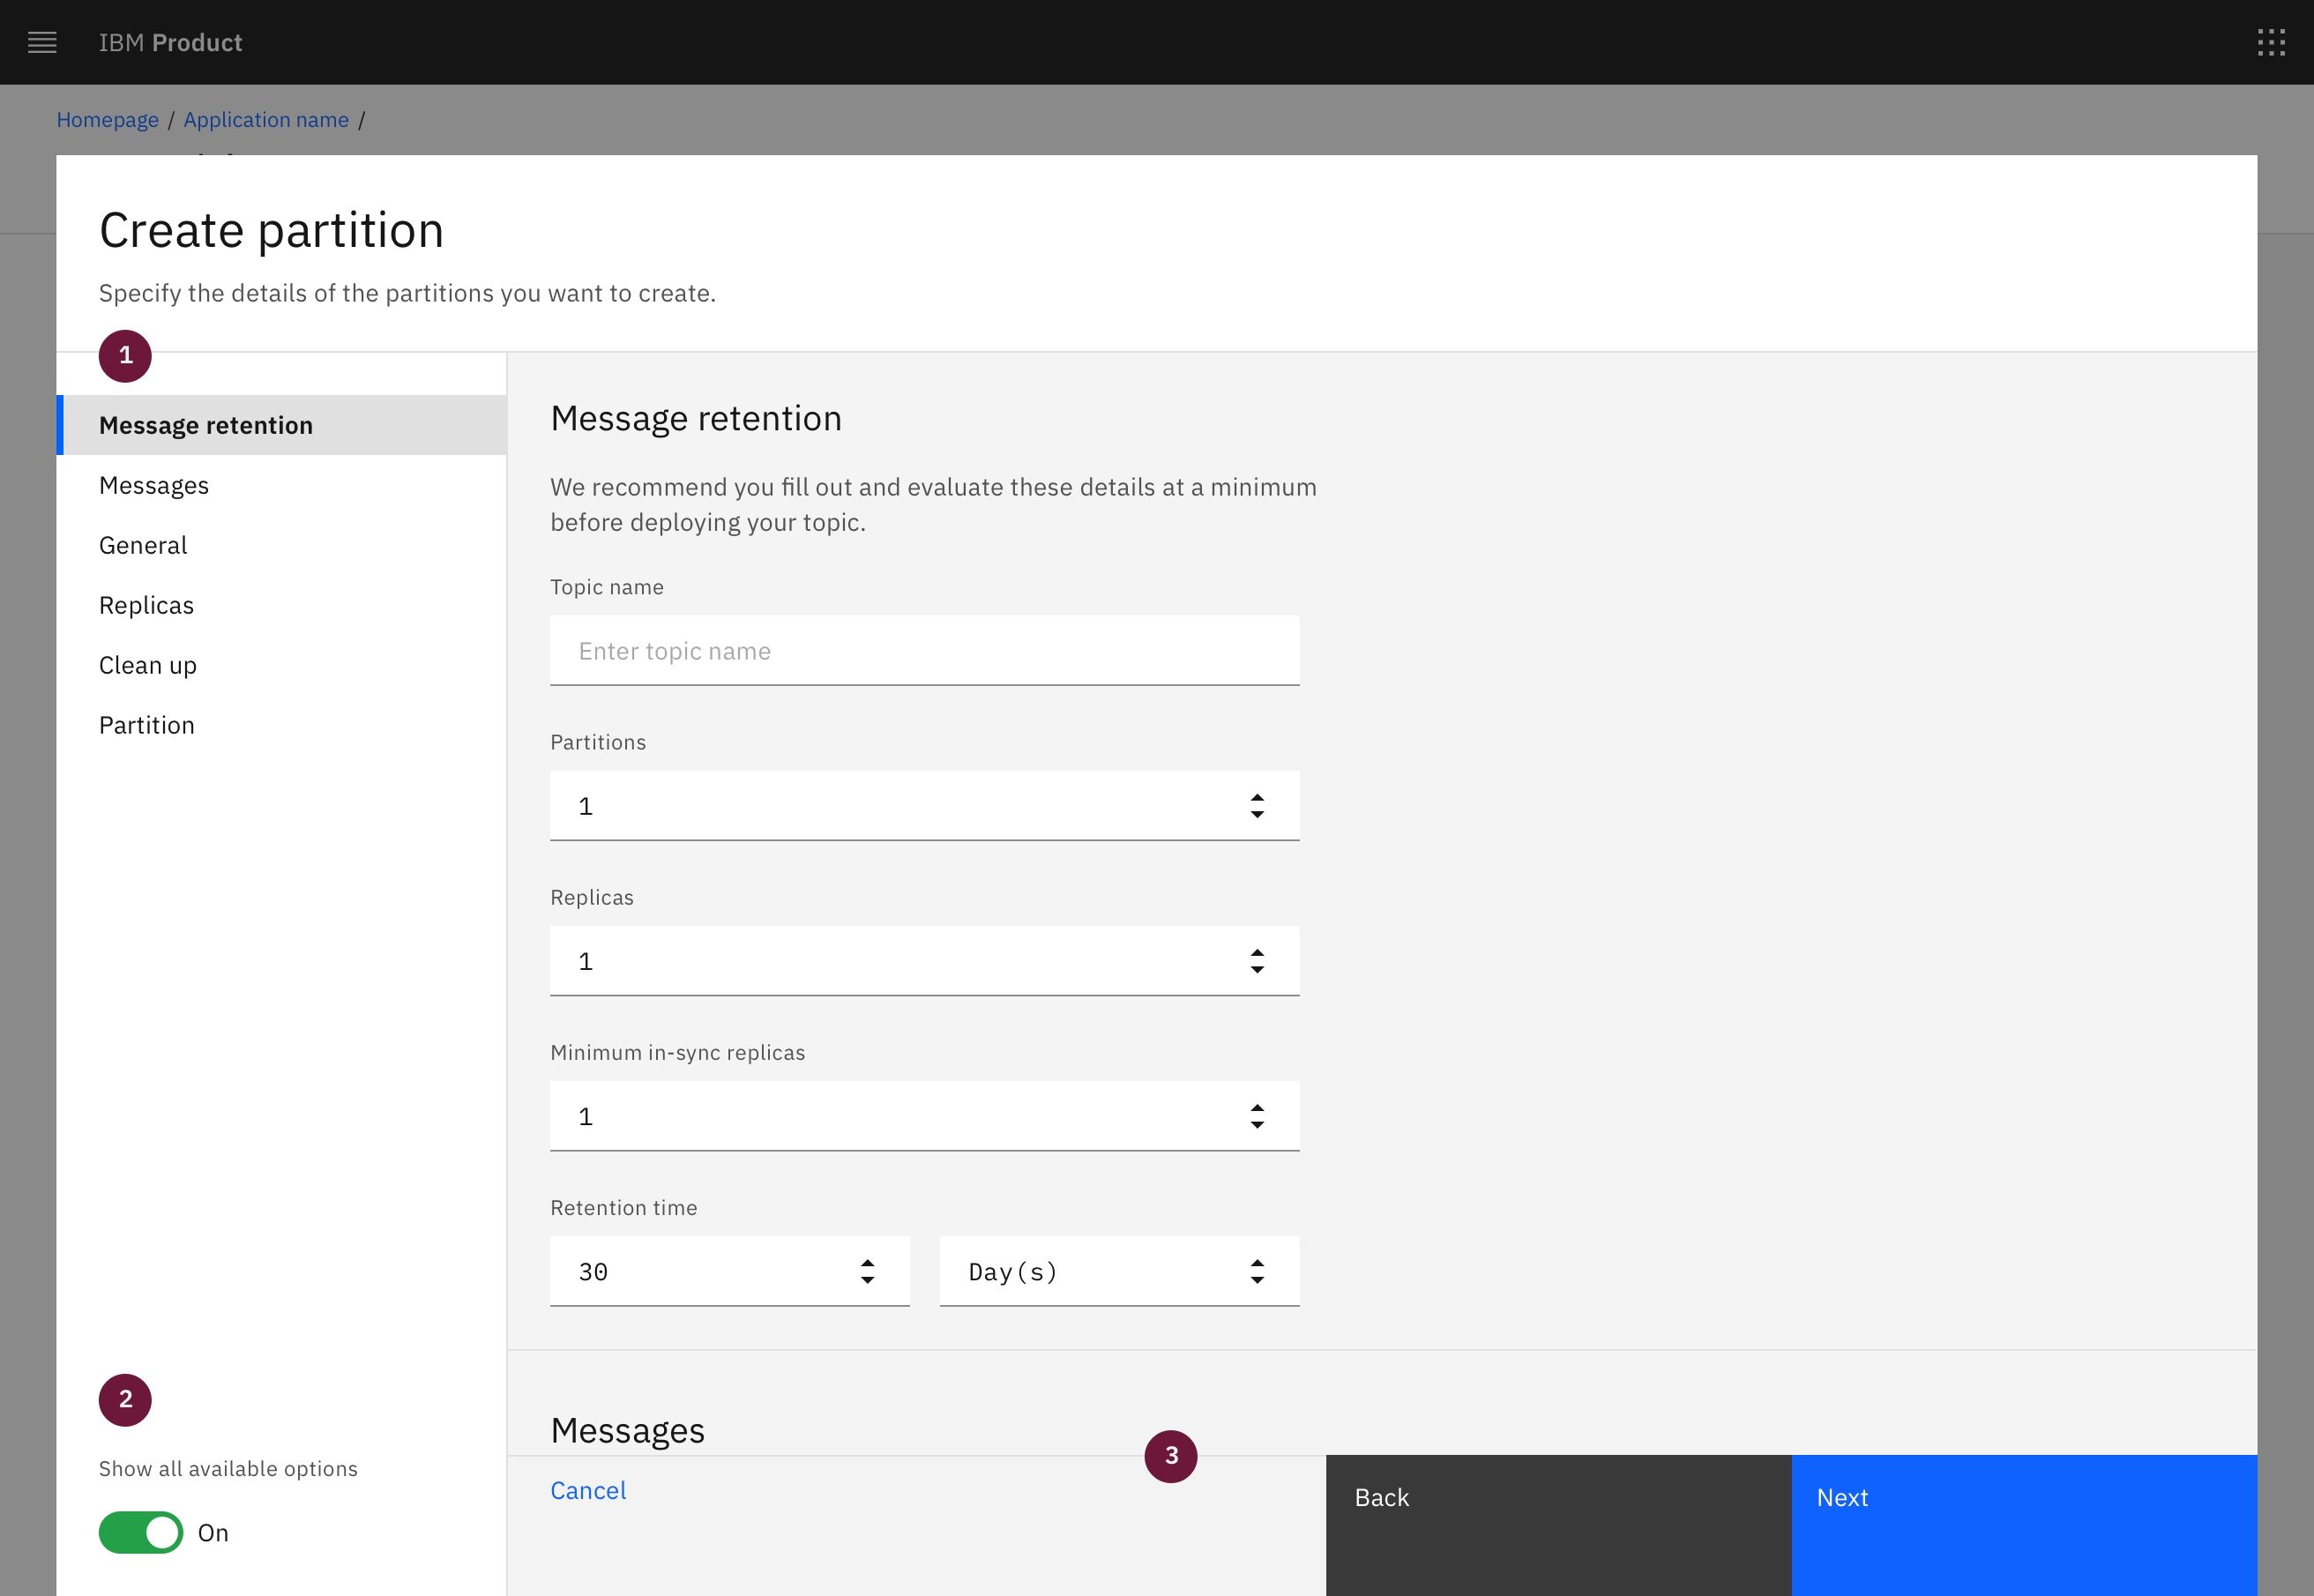 IBM Product
Homepage / Application name /
Create partition
Specify the details of the partitions you want to create.
1
Message retention
Messages
General
Replicas
Clean up
Partition
2
Show all available options
On
Message retention
We recommend you fill out and evaluate these details at a minimum
before deploying your topic.
Topic name
Enter topic name
Partitions
1
Replicas
1
Minimum in-sync replicas
1
Retention time
30 Day(s)
Messages
3
Cancel
Back
Next